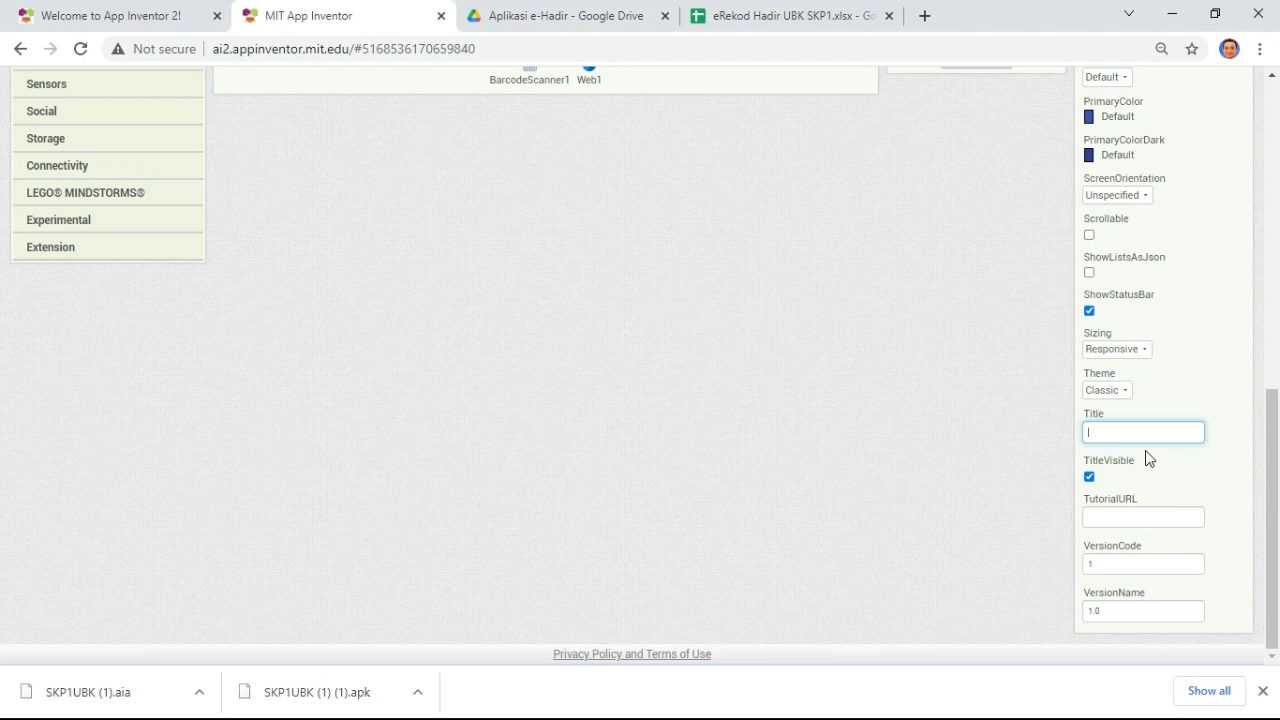 Welcome to App Inventor 2!
MIT App Inventor
Aplikasi e-Hadir - Google Drive
eRekod Hadir UBK SKP1.xlsx - Go
Not secure
ai2.appinventor.mit.edu/#5168536170659840
Sensors
Social
Storage
Connectivity
LEGO® MINDSTORMS®
Experimental
Extension
BarcodeScanner1 Web1
Default
PrimaryColor
Default
PrimaryColorDark
Default
ScreenOrientation
Unspecified
Scrollable
ShowListsAsJson
ShowStatusBar
Sizing
Responsive
Theme
Classic
Title
TitleVisible
TutorialURL
VersionCode
1
VersionName
1.0
Privacy Policy and Terms of Use
SKP1UBK (1).aia
SKP1UBK (1) (1).apk
Show all